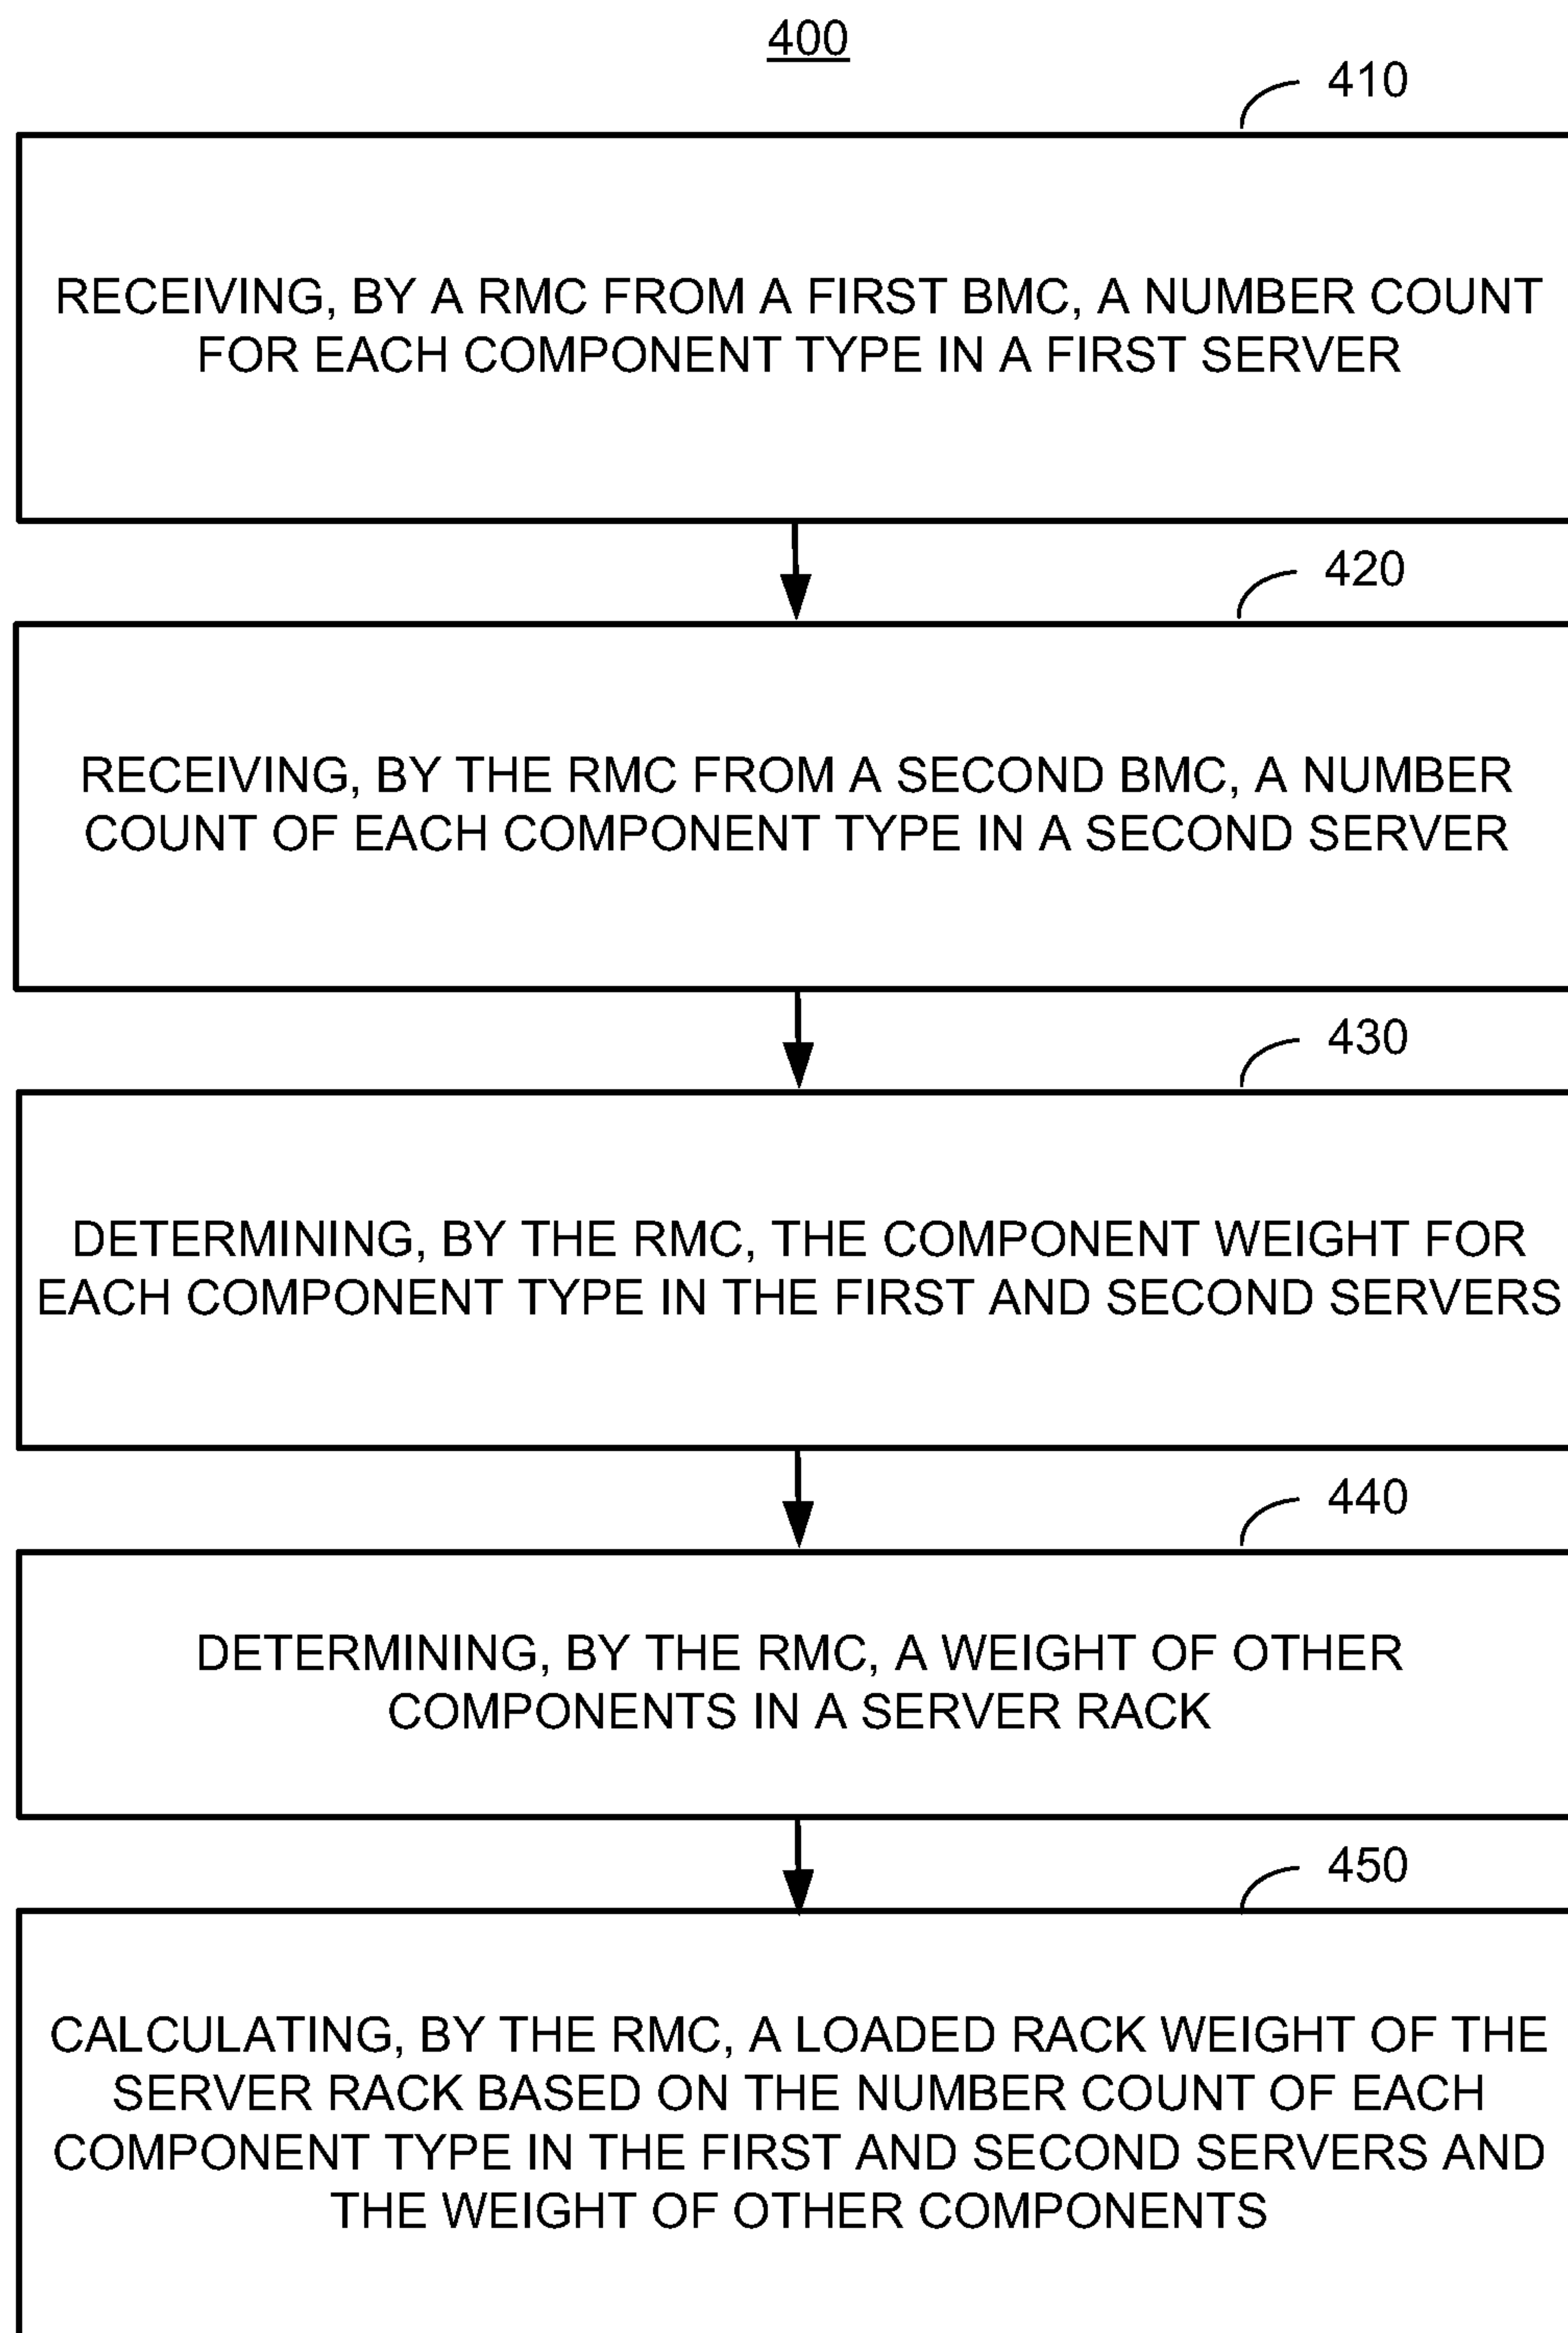 400
410
RECEIVING, BY A RMC FROM A FIRST BMC, A NUMBER COUNT
FOR EACH COMPONENT TYPE IN A FIRST SERVER
420
RECEIVING, BY THE RMC FROM A SECOND BMC, A NUMBER
COUNT OF EACH COMPONENT TYPE IN A SECOND SERVER
430
DETERMINING, BY THE RMC, THE COMPONENT WEIGHT FOR
EACH COMPONENT TYPE IN THE FIRST AND SECOND SERVERS
440
DETERMINING, BY THE RMC, A WEIGHT OF OTHER
COMPONENTS IN A SERVER RACK
450
CALCULATING, BY THE RMC, A LOADED RACK WEIGHT OF THE
SERVER RACK BASED ON THE NUMBER COUNT OF EACH
COMPONENT TYPE IN THE FIRST AND SECOND SERVERS AND
THE WEIGHT OF OTHER COMPONENTS